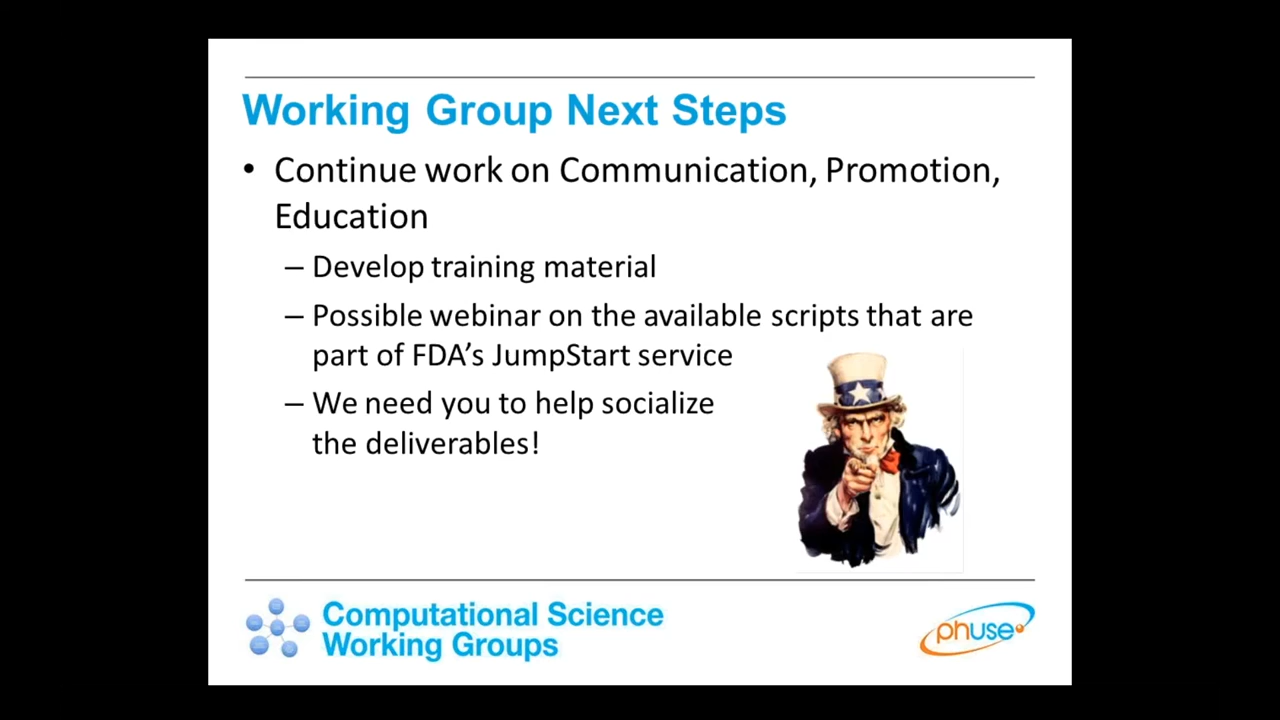 Working Group Next Steps
• Continue work on Communication, Promotion,
Education
– Develop training material
– Possible webinar on the available scripts that are
part of FDA’s JumpStart service
– We need you to help socialize
the deliverables!
Computational Science
Working Groups
phuse